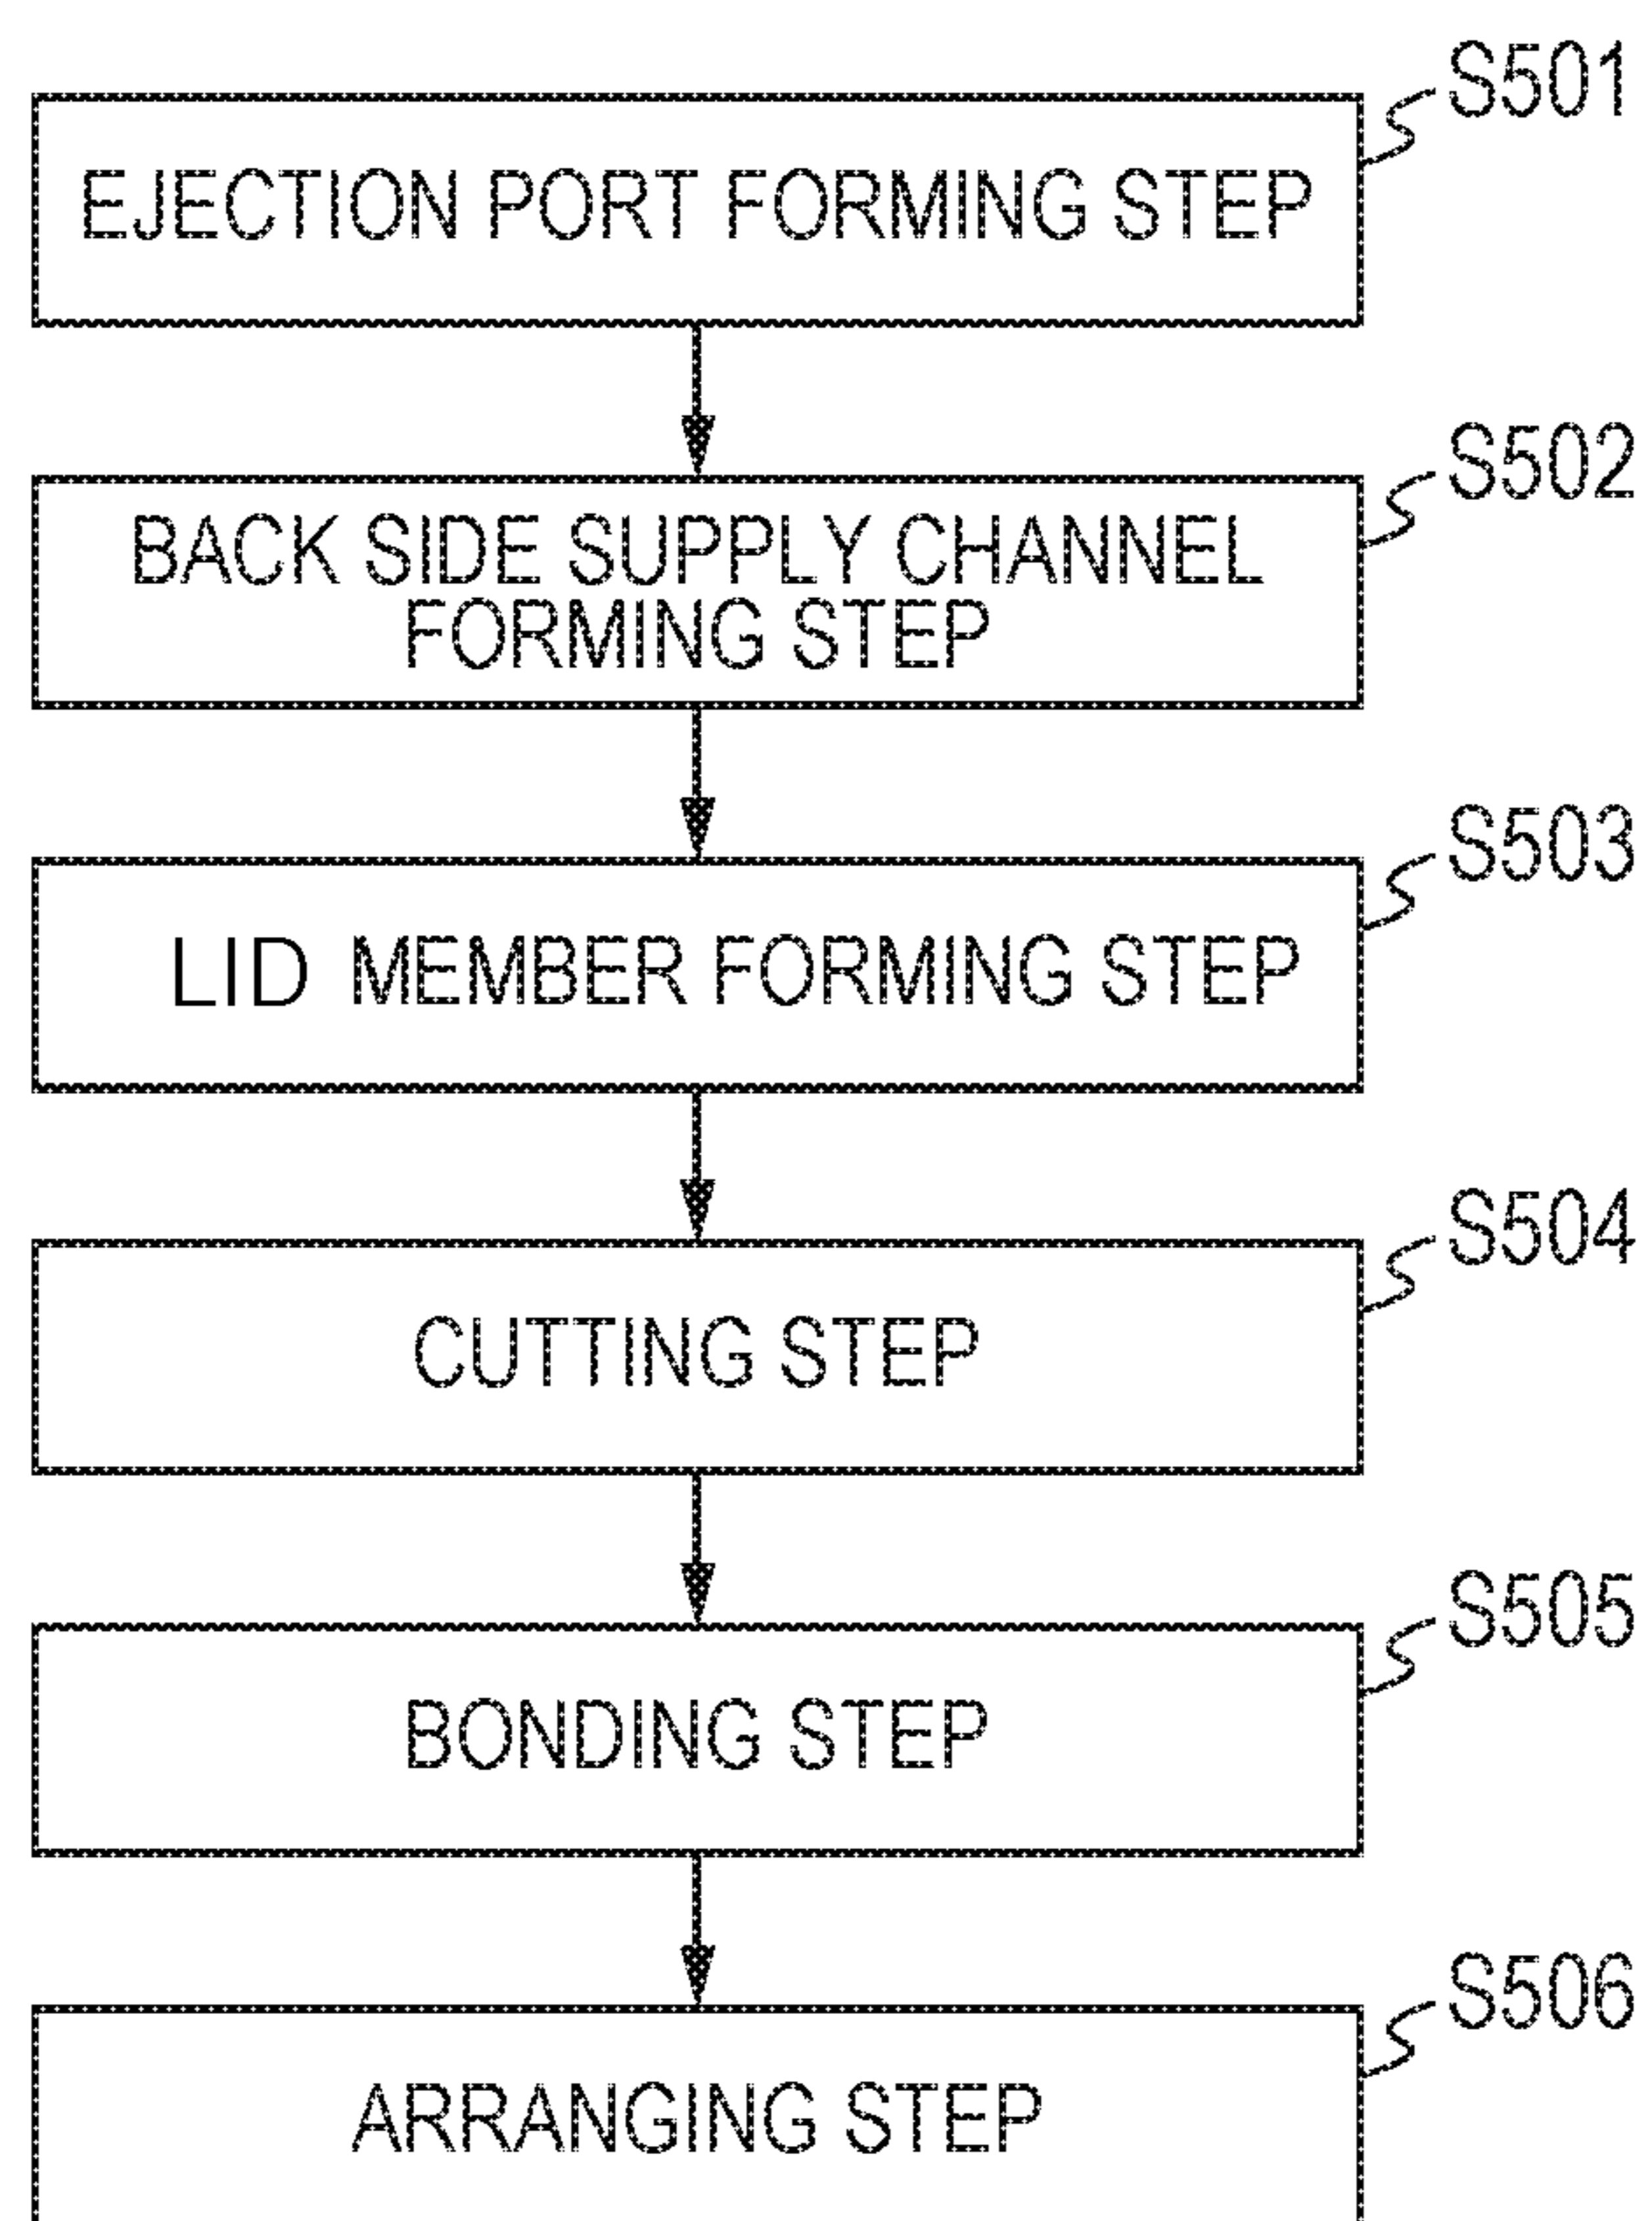 S501
EJECTION PORT FORMING STEP
S502
BACK SIDE SUPPLY CHANNEL
FORMING STEP
S503
LID MEMBER FORMING STEP
S504
CUTTING STEP
S505
BONDING STEP
S506
ARRANGING STEP